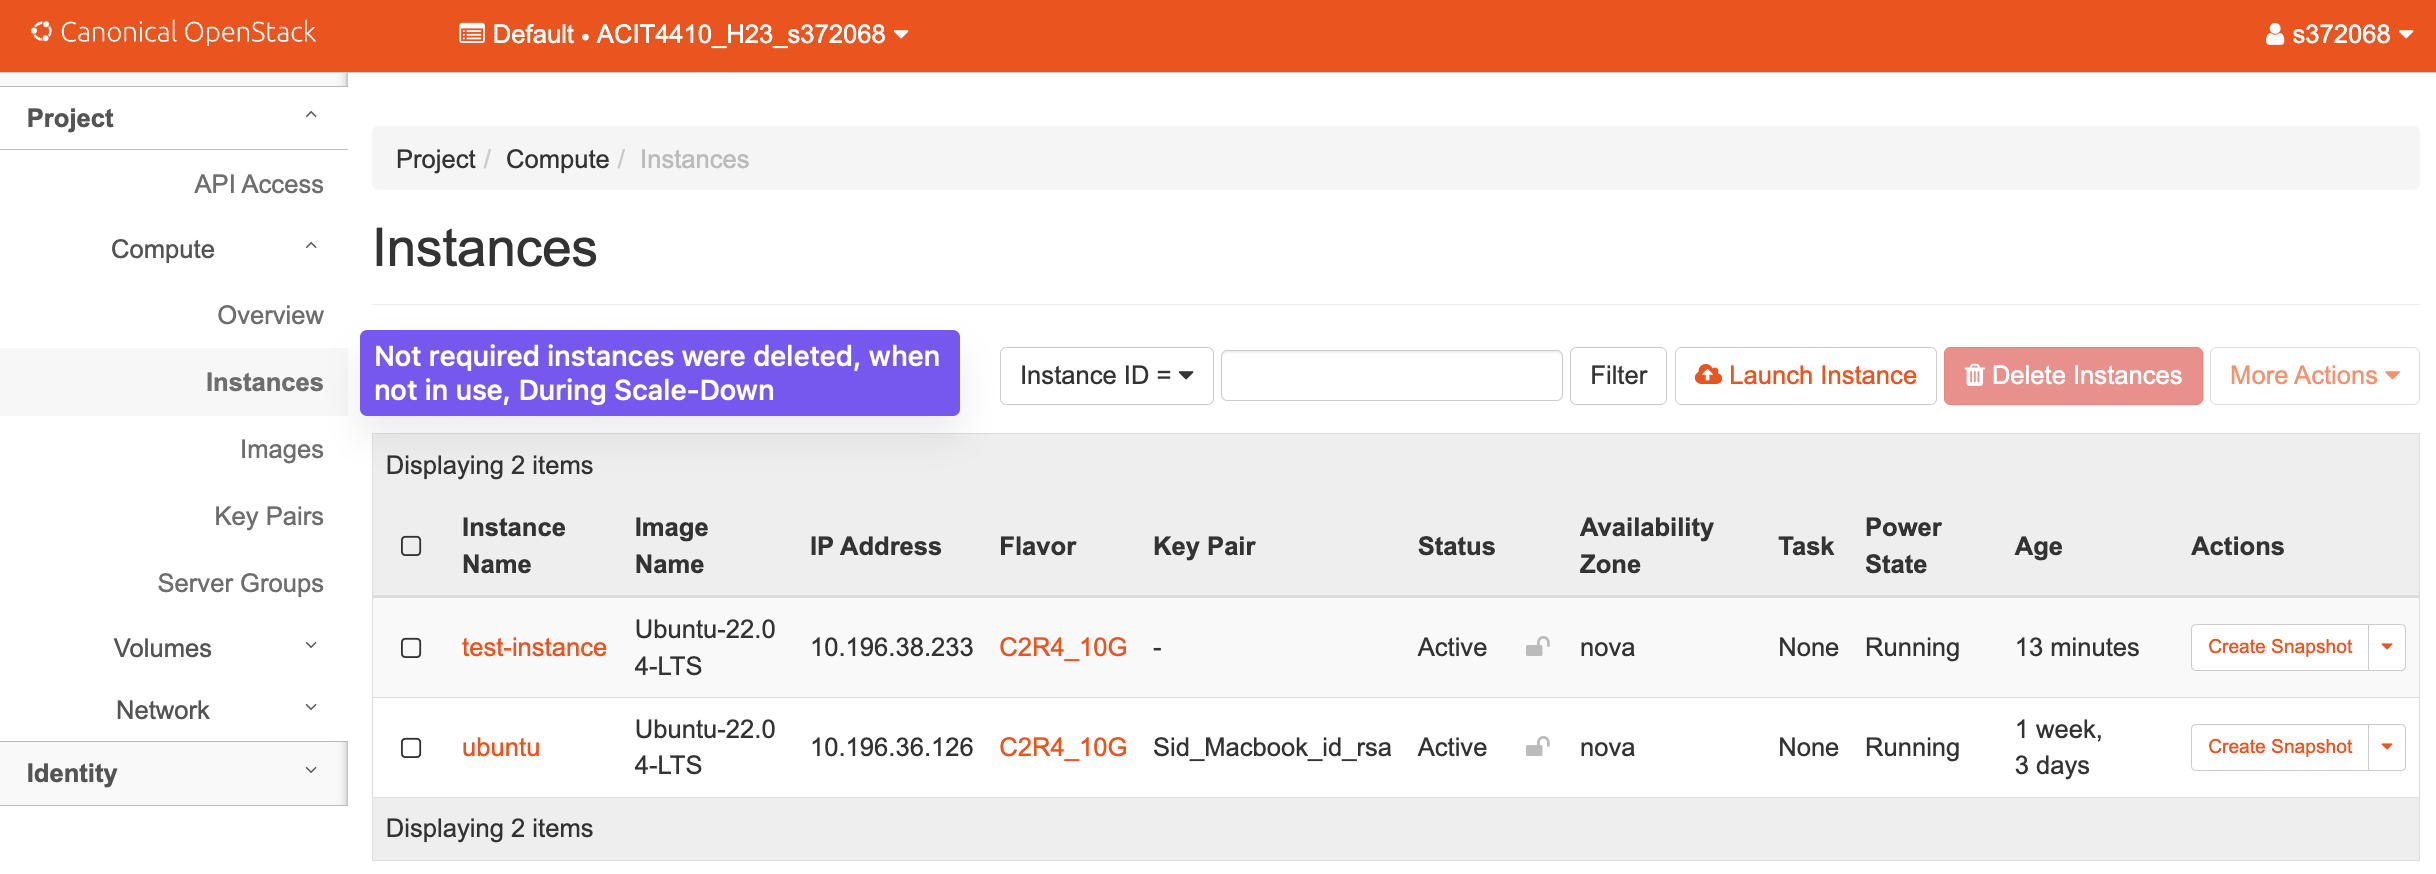 Canonical OpenStack
Default • ACIT4410_H23_s372068
s372068
Project
API Access
Compute
Overview
Instances
Images
Key Pairs
Server Groups
Volumes
Network
Identity
Project / Compute / Instances
Instances
Not required instances were deleted, when
not in use, During Scale-Down
Instance ID = Filter Launch Instance Delete Instances More Actions
Displaying 2 items
Instance Name Image Name IP Address Flavor Key Pair Status Availability Zone Task Power State Age Actions
test-instance Ubuntu-22.04-LTS 10.196.38.233 C2R4_10G - Active nova None Running 13 minutes Create Snapshot
ubuntu Ubuntu-22.04-LTS 10.196.36.126 C2R4_10G Sid_Macbook_id_rsa Active nova None Running 1 week, 3 days Create Snapshot
Displaying 2 items